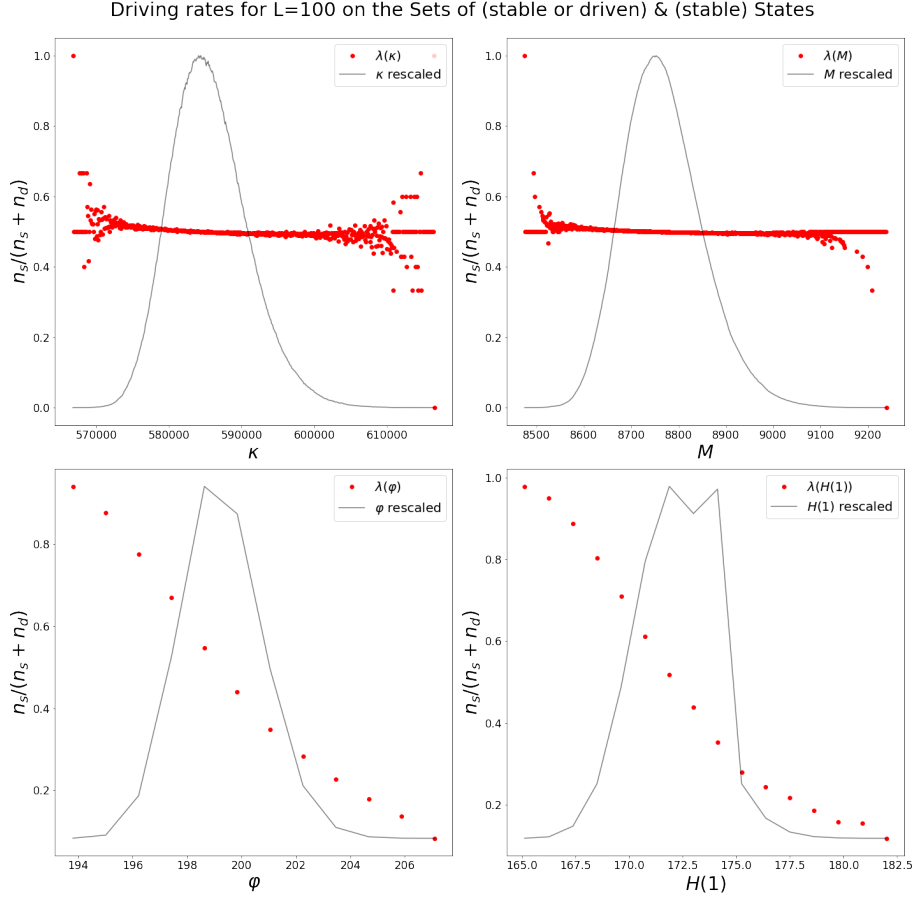 Driving rates for L=100 on the Sets of (stable or driven) & (stable) States
λ(κ)
κ rescaled
1.0
0.8
0.6
0.4
0.2
0.0
n_s/(n_s + n_d)
570000 580000 590000 600000 610000
κ
λ(M)
M rescaled
1.0
0.8
0.6
0.4
0.2
0.0
n_s/(n_s + n_d)
8500 8600 8700 8800 8900 9000 9100 9200
M
λ(φ)
φ rescaled
0.8
0.6
0.4
0.2
n_s/(n_s + n_d)
194 196 198 200 202 204 206
φ
λ(H(1))
H(1) rescaled
1.0
0.8
0.6
0.4
0.2
n_s/(n_s + n_d)
165.0 167.5 170.0 172.5 175.0 177.5 180.0 182.5
H(1)